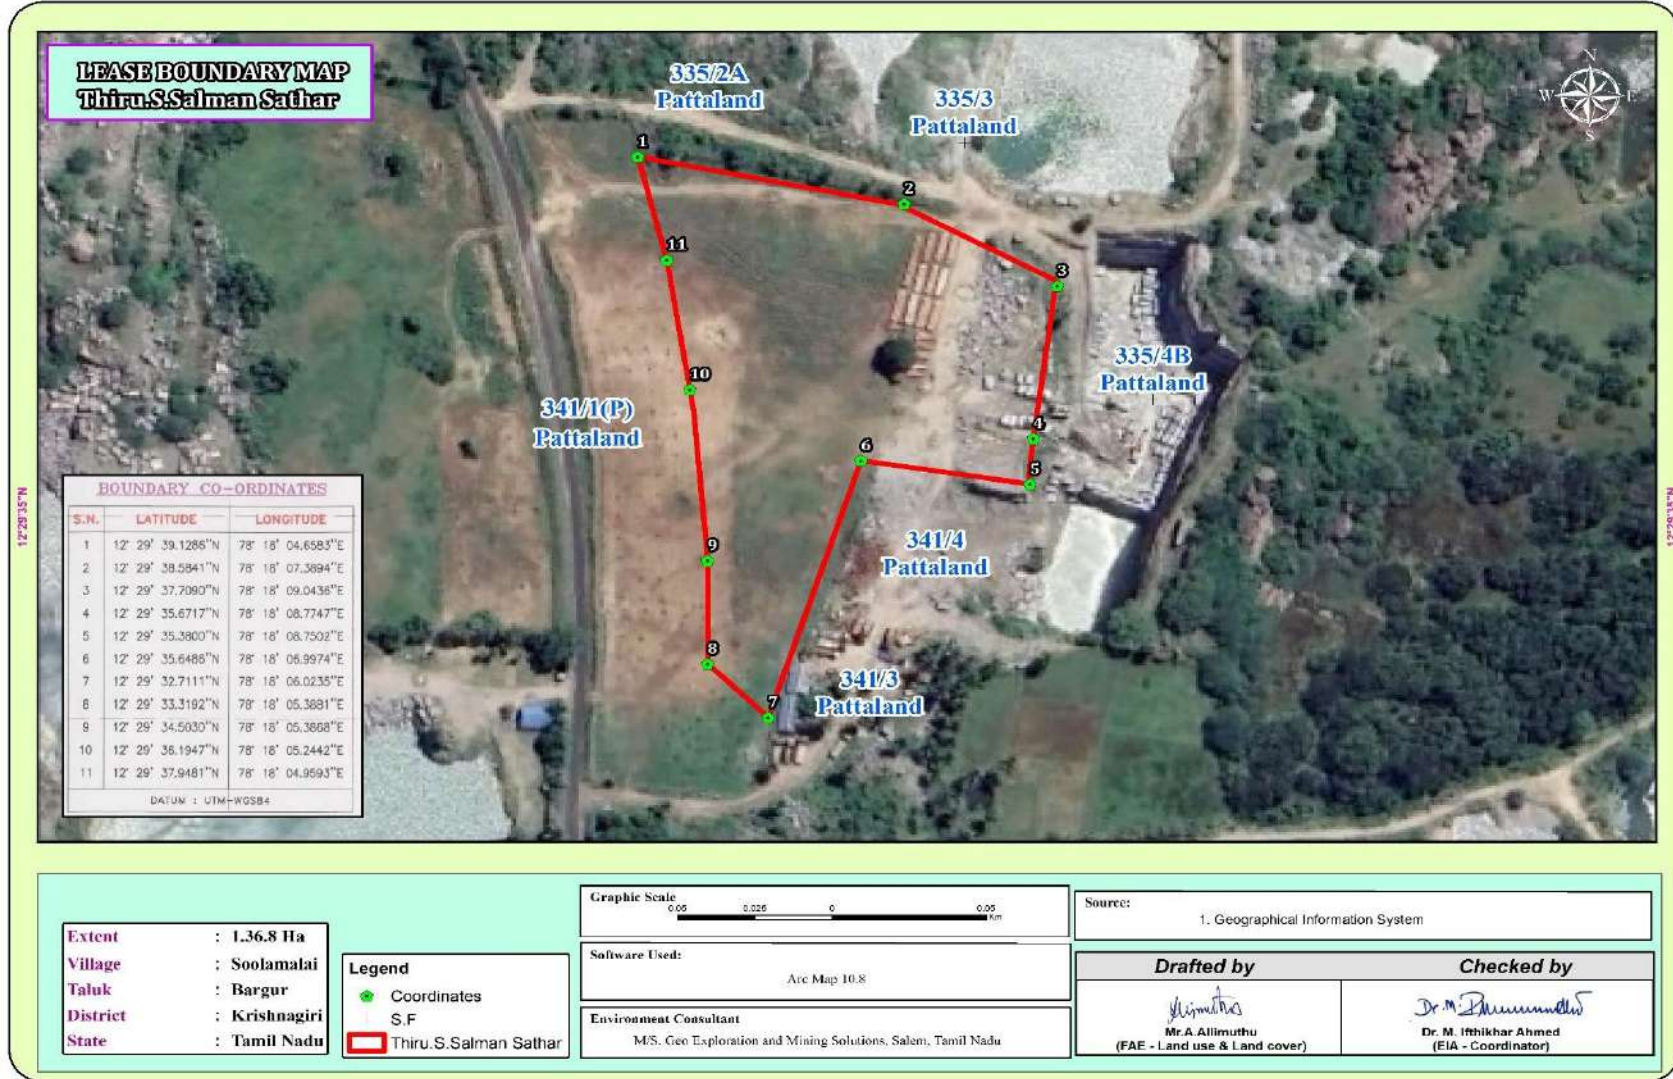 LEASE BOUNDARY MAP
Thiru.S.Salman Sathar
335/2A
Pattaland
335/3
Pattaland
N
W E
S
1
2
11
3
335/4B
Pattaland
10
341/1(P)
Pattaland
4
6
5
341/4
Pattaland
9
8
341/3
Pattaland
7
12°29'35"N
12°29'35"N
BOUNDARY CO-ORDINATES
S.N. LATITUDE LONGITUDE
1 12° 29' 39.1286"N 78° 18' 04.6583"E
2 12° 29' 38.5841"N 78° 18' 07.3894"E
3 12° 29' 37.7090"N 78° 18' 09.0436"E
4 12° 29' 35.6717"N 78° 18' 08.7747"E
5 12° 29' 35.3800"N 78° 18' 08.7502"E
6 12° 29' 35.6486"N 78° 18' 06.9974"E
7 12° 29' 32.7111"N 78° 18' 06.0235"E
8 12° 29' 33.3192"N 78° 18' 05.3881"E
9 12° 29' 34.5030"N 78° 18' 05.3868"E
10 12° 29' 36.1947"N 78° 18' 05.2442"E
11 12° 29' 37.9481"N 78° 18' 04.9593"E
DATUM : UTM-WGS84
Extent : 1.36.8 Ha
Village : Soolamalai
Taluk : Bargur
District : Krishnagiri
State : Tamil Nadu
Legend
Coordinates
S.F
Thiru.S.Salman Sathar
Graphic Scale
0.05 0.025 0 0.05
Km
Software Used:
Arc Map 10.8
Environment Consultant
M/S. Geo Exploration and Mining Solutions, Salem, Tamil Nadu
Source:
1. Geographical Information System
Drafted by
Checked by
Mr.A.Allimuthu
(FAE - Land use & Land cover)
Dr. M. Ifthikhar Ahmed
(EIA - Coordinator)